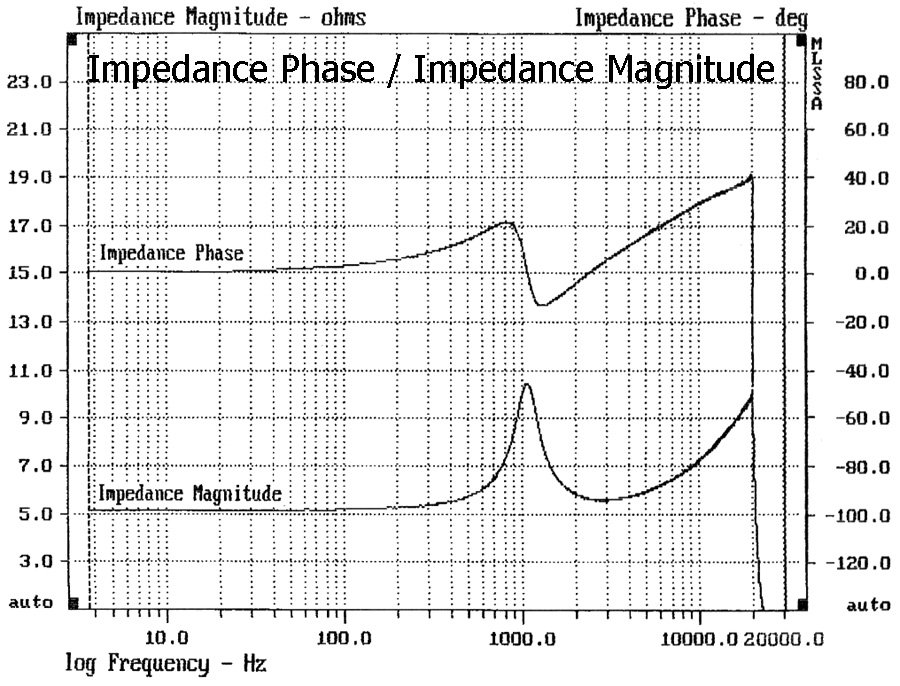 Impedance Magnitude - ohms Impedance Phase - deg
Impedance Phase / Impedance Magnitude
MLSSA
23.0 80.0
21.0 60.0
19.0 40.0
17.0 20.0
Impedance Phase
15.0 0.0
13.0 -20.0
11.0 -40.0
9.0 -60.0
7.0 -80.0
Impedance Magnitude
5.0 -100.0
3.0 -120.0
auto auto
10.0 100.0 1000.0 10000.0 20000.0
log Frequency - Hz